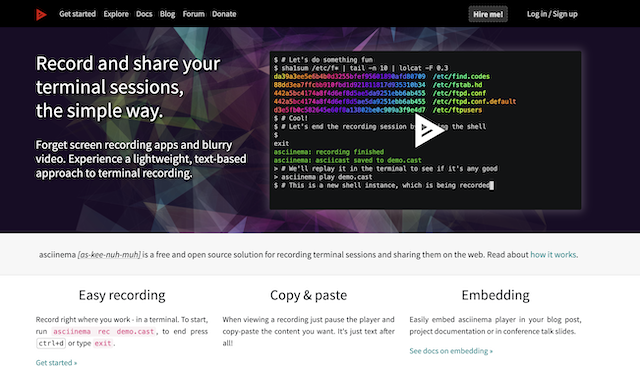 Get started Explore Docs Blog Forum Donate Hire me! Log in / Sign up
Record and share your
terminal sessions,
the simple way.
Forget screen recording apps and blurry
video. Experience a lightweight, text-based
approach to terminal recording.
$ # Let's do something fun
$ sha1sum /etc/f* | tail -n 10 | lolcat -F 0.3
/etc/find.codes
/etc/fstab.hd
/etc/ftpd.conf
/etc/ftpd.conf.default
/etc/ftpusers
$ # Cool!
$ # Let's end the recording session by the shell
$
exit
asciinema: recording finished
asciinema: asciicast saved to demo.cast
> # We'll replay it in the terminal to see if it's any good
> asciinema play demo.cast
$ # This is a new shell instance, which is being recorded
asciinema [as-kee-nuh-muh] is a free and open source solution for recording terminal sessions and sharing them on the web. Read about how it works.
Easy recording
Record right where you work - in a terminal. To start,
run asciinema rec demo.cast, to end press
ctrl+d or type exit.
Get started »
Copy & paste
When viewing a recording just pause the player and
copy-paste the content you want. It's just text after
all!
Embedding
Easily embed asciinema player in your blog post,
project documentation or in conference talk slides.
See docs on embedding »